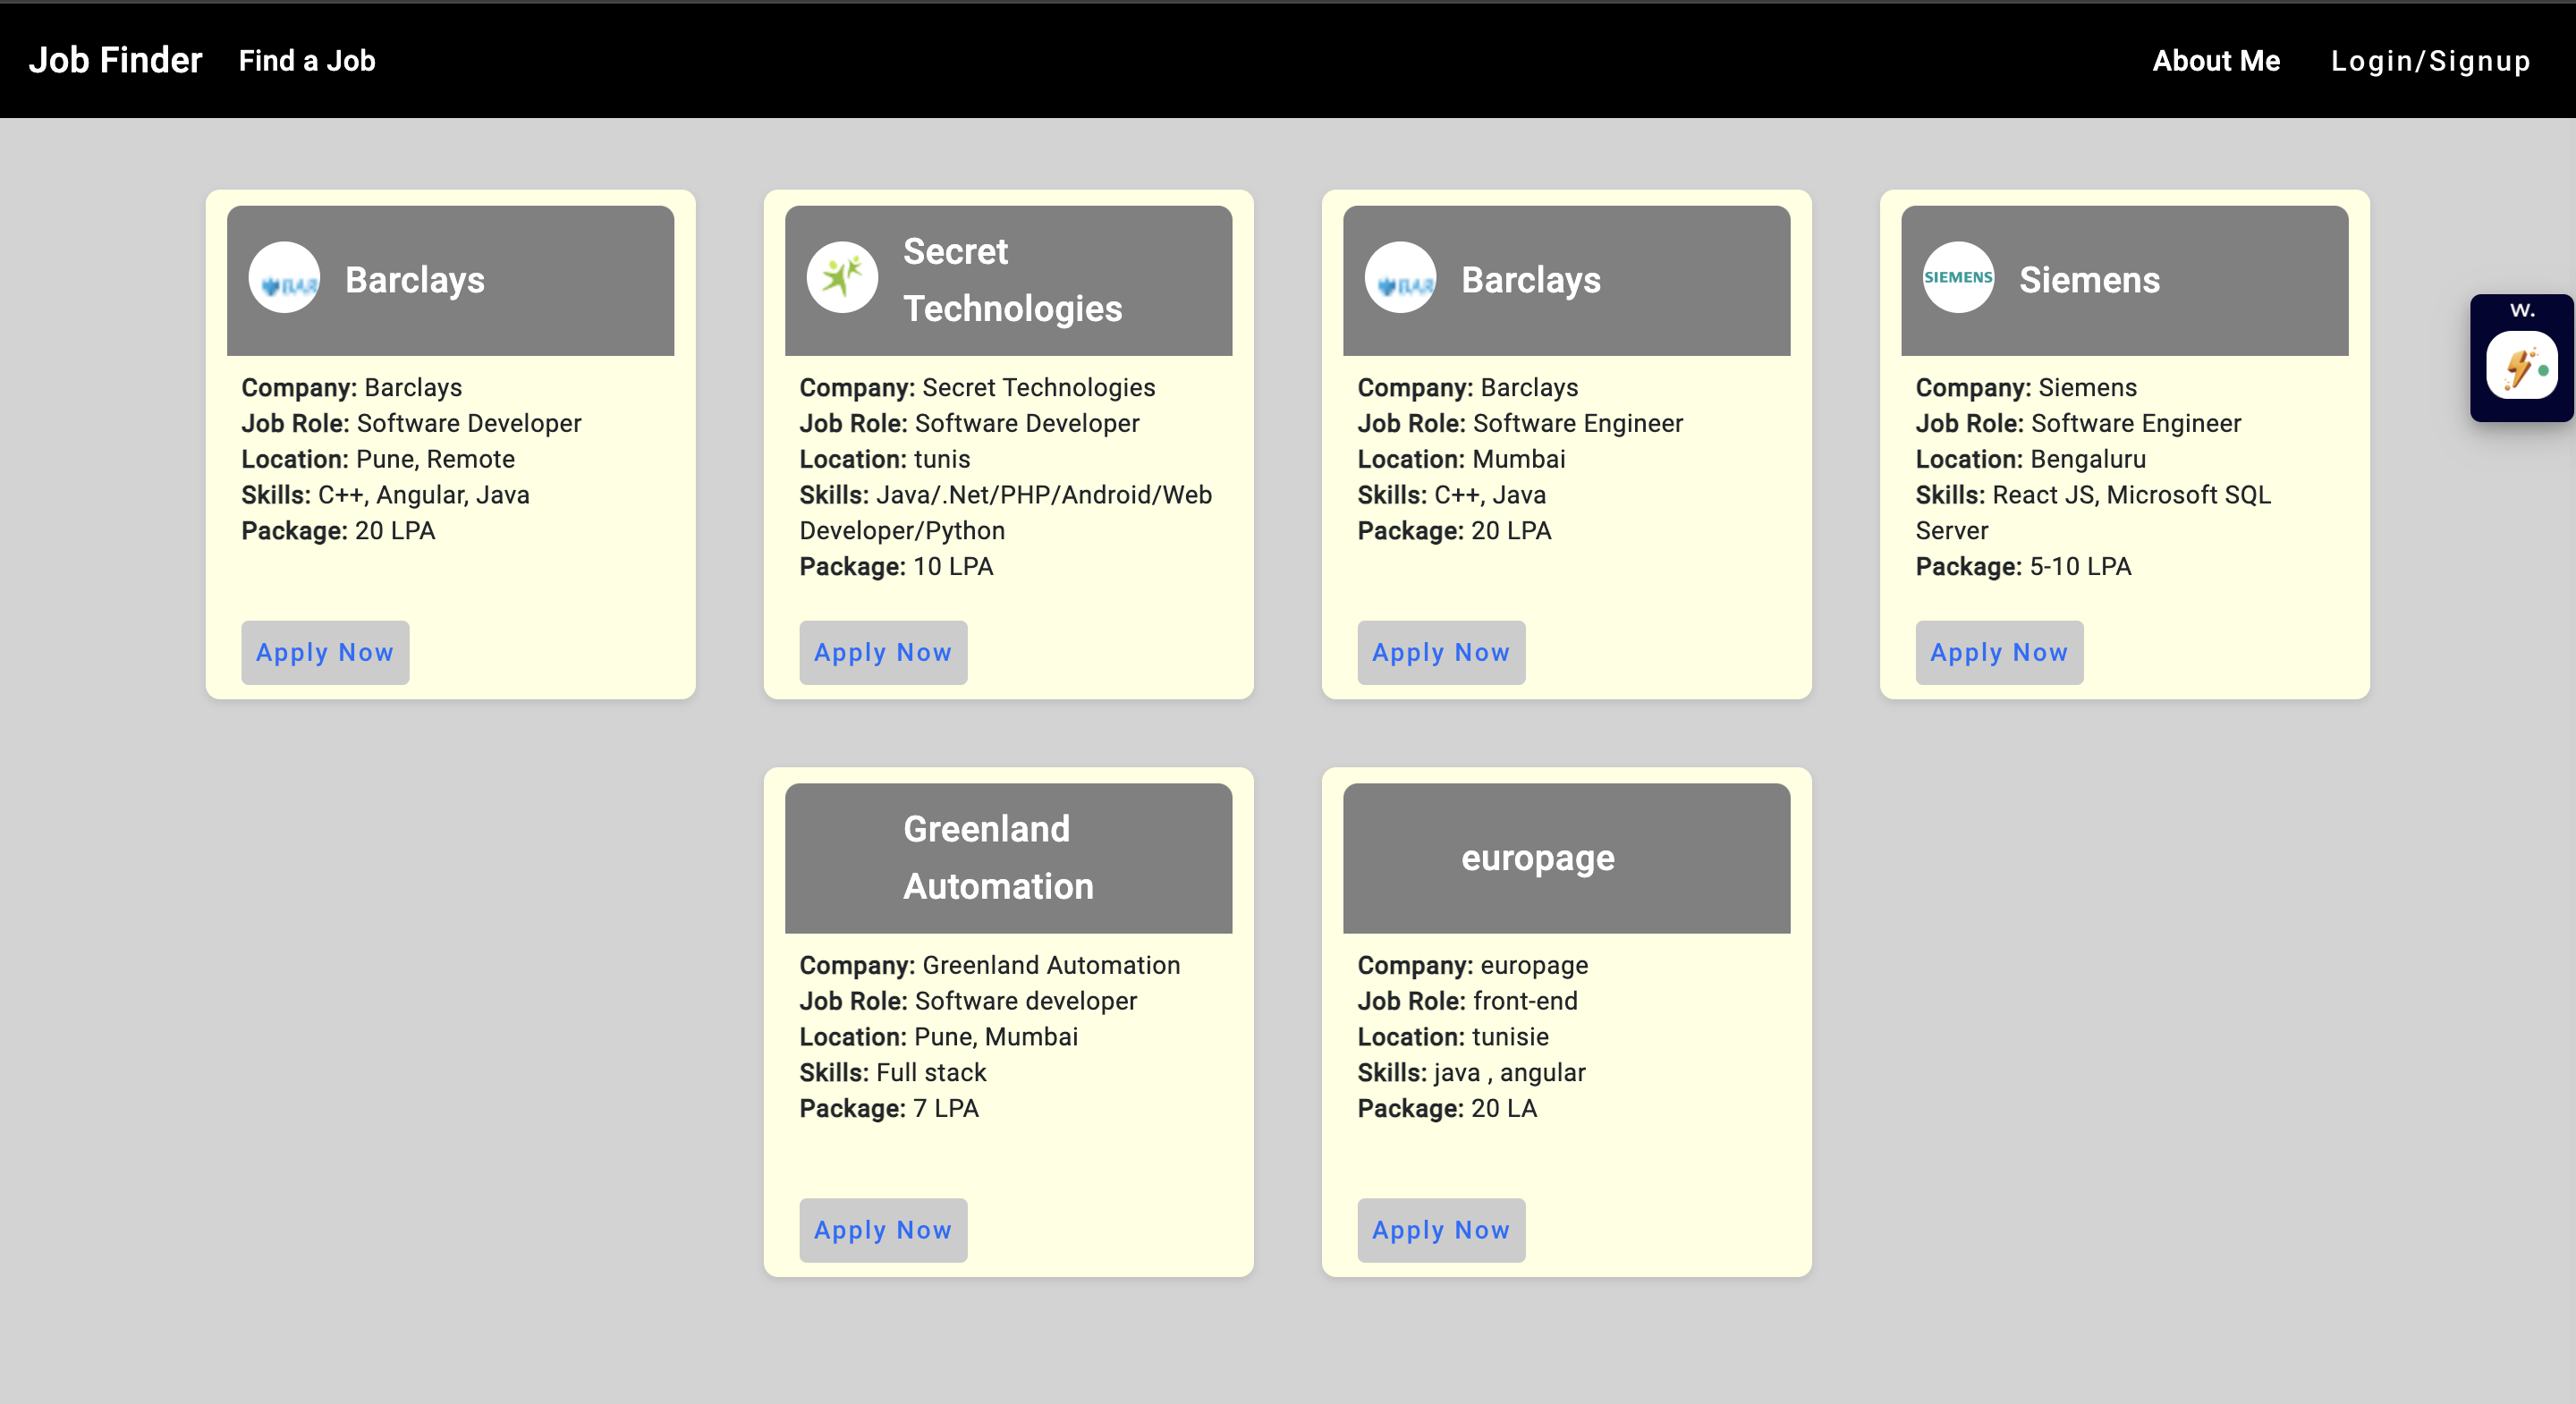 Job Finder Find a Job About Me Login/Signup
W.
Barclays
Company: Barclays
Job Role: Software Developer
Location: Pune, Remote
Skills: C++, Angular, Java
Package: 20 LPA
Apply Now
Secret
Technologies
Company: Secret Technologies
Job Role: Software Developer
Location: tunis
Skills: Java/.Net/PHP/Android/Web
Developer/Python
Package: 10 LPA
Apply Now
Barclays
Company: Barclays
Job Role: Software Engineer
Location: Mumbai
Skills: C++, Java
Package: 20 LPA
Apply Now
SIEMENS
Siemens
Company: Siemens
Job Role: Software Engineer
Location: Bengaluru
Skills: React JS, Microsoft SQL
Server
Package: 5-10 LPA
Apply Now
Greenland
Automation
Company: Greenland Automation
Job Role: Software developer
Location: Pune, Mumbai
Skills: Full stack
Package: 7 LPA
Apply Now
europage
Company: europage
Job Role: front-end
Location: tunisie
Skills: java , angular
Package: 20 LA
Apply Now